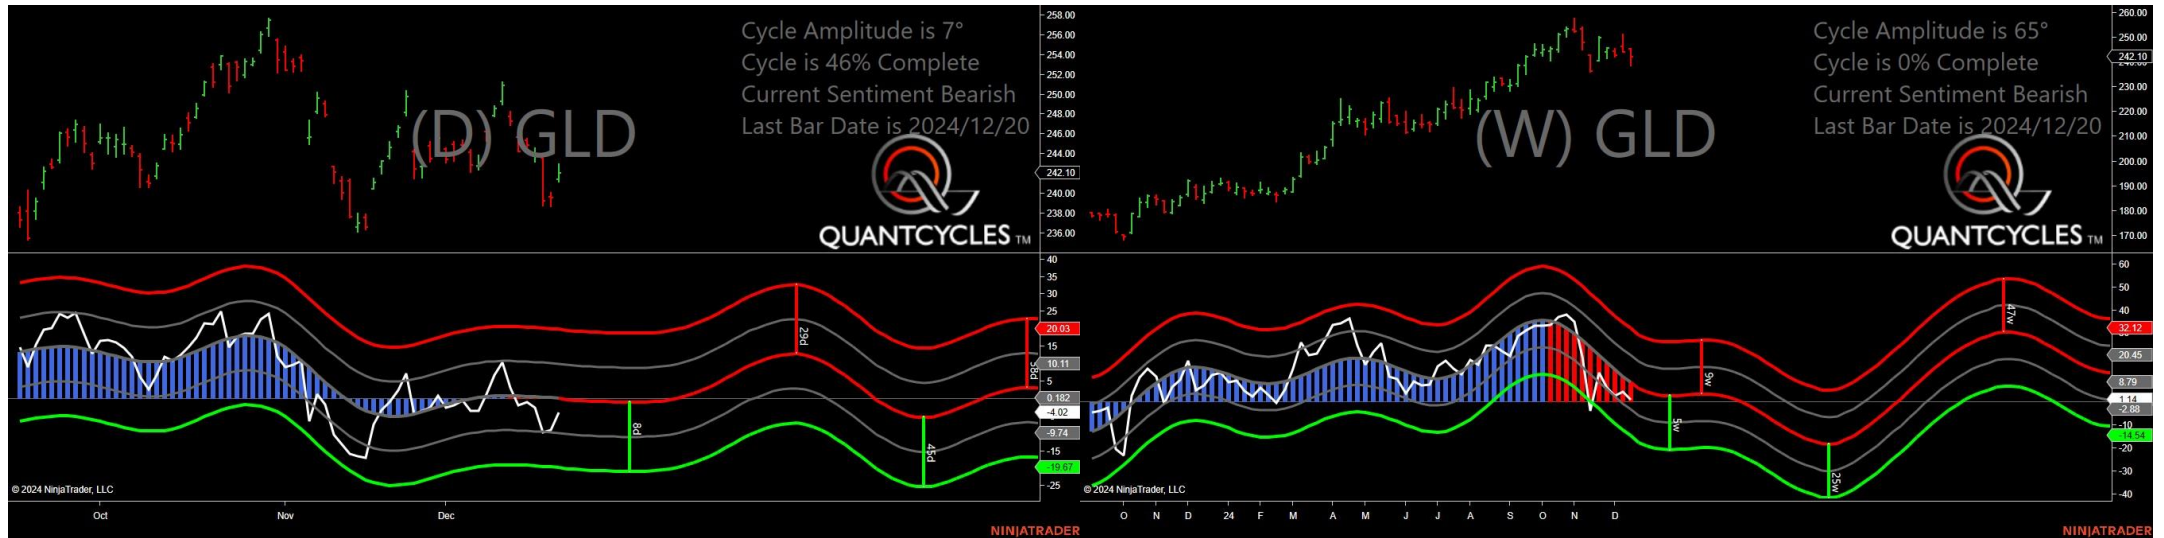 Cycle Amplitude is 7°
Cycle is 46% Complete
Current Sentiment Bearish
Last Bar Date is 2024/12/20
(D) GLD
QUANTCYCLES TM
258.00
256.00
254.00
252.00
250.00
248.00
246.00
244.00
242.10
240.00
238.00
236.00
40
35
30
25
20.03
15
10.11
5
0.182
-4.02
-9.74
-15
-19.67
-25
29d
58d
8d
45d
© 2024 NinjaTrader, LLC
Oct Nov Dec
NINJATRADER
Cycle Amplitude is 65°
Cycle is 0% Complete
Current Sentiment Bearish
Last Bar Date is 2024/12/20
(W) GLD
QUANTCYCLES TM
260.00
250.00
242.10
230.00
220.00
210.00
200.00
190.00
180.00
170.00
60
50
40
32.12
20.45
8.79
1.14
-2.88
-10
-14.54
-20
-30
-40
9w
47w
5w
25w
© 2024 NinjaTrader, LLC
O N D 24 F M A M J J A S O N D
NINJATRADER